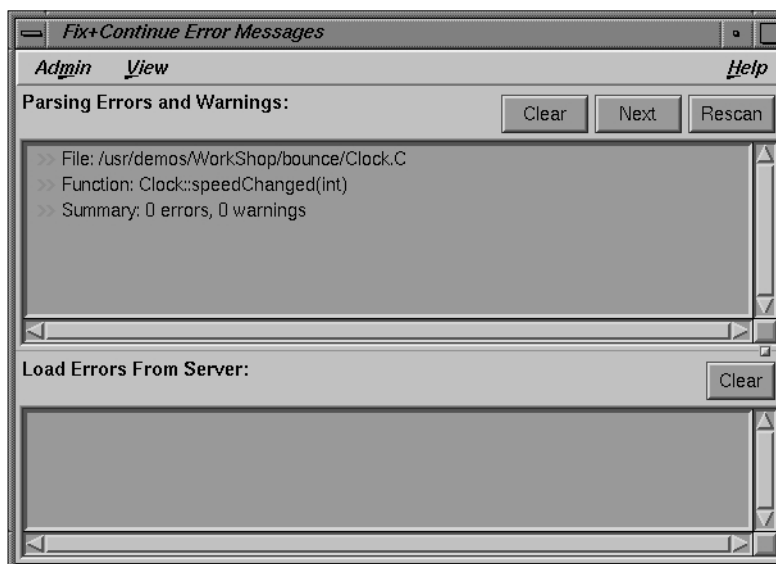 Fix+Continue Error Messages
Admin View Help
Parsing Errors and Warnings: Clear Next Rescan
>> File: /usr/demos/WorkShop/bounce/Clock.C
>> Function: Clock::speedChanged(int)
>> Summary: 0 errors, 0 warnings
Load Errors From Server: Clear